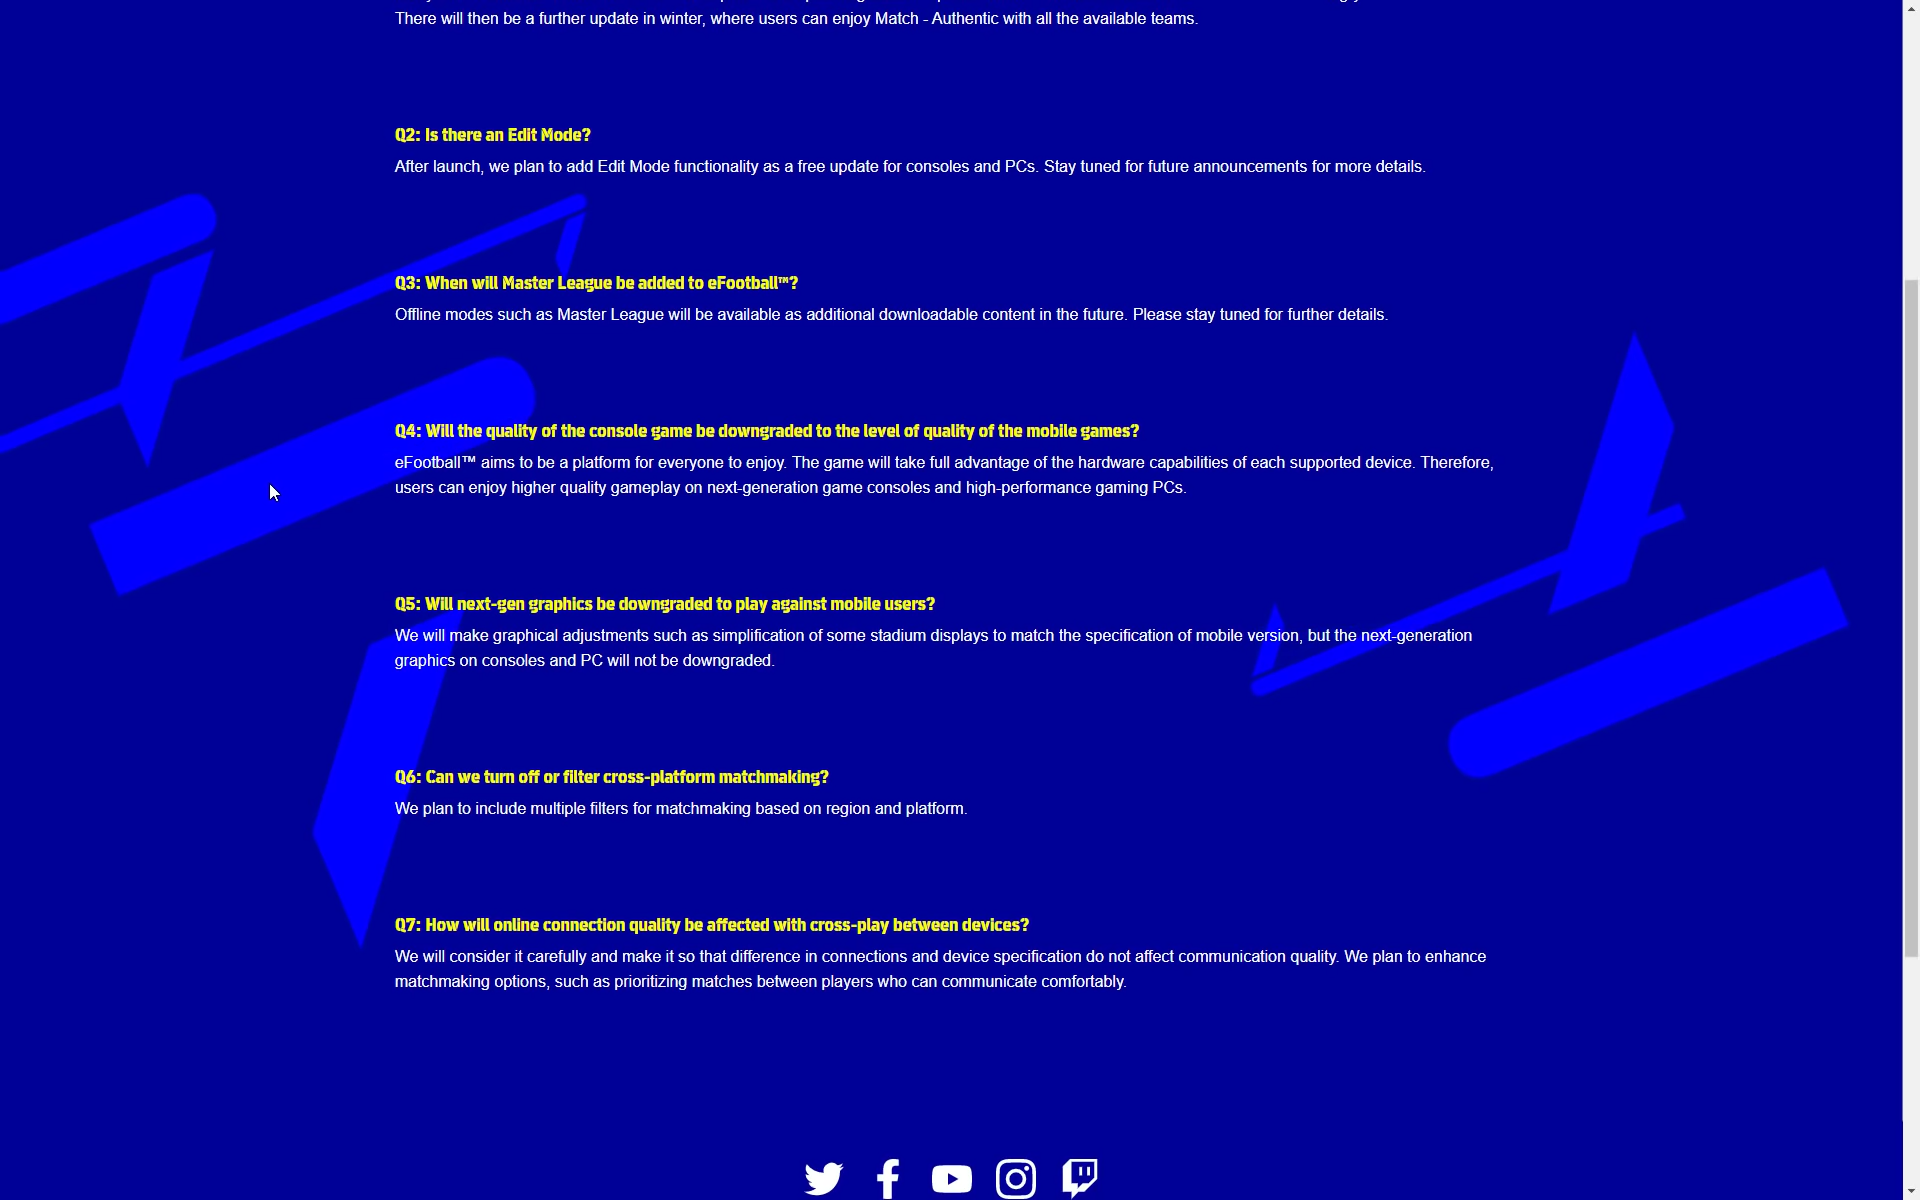 There will then be a further update in winter, where users can enjoy Match - Authentic with all the available teams.
Q2: Is there an Edit Mode?
After launch, we plan to add Edit Mode functionality as a free update for consoles and PCs. Stay tuned for future announcements for more details.
Q3: When will Master League be added to eFootball™?
Offline modes such as Master League will be available as additional downloadable content in the future. Please stay tuned for further details.
Q4: Will the quality of the console game be downgraded to the level of quality of the mobile games?
eFootball™ aims to be a platform for everyone to enjoy. The game will take full advantage of the hardware capabilities of each supported device. Therefore,
users can enjoy higher quality gameplay on next-generation game consoles and high-performance gaming PCs.
Q5: Will next-gen graphics be downgraded to play against mobile users?
We will make graphical adjustments such as simplification of some stadium displays to match the specification of mobile version, but the next-generation
graphics on consoles and PC will not be downgraded.
Q6: Can we turn off or filter cross-platform matchmaking?
We plan to include multiple filters for matchmaking based on region and platform.
Q7: How will online connection quality be affected with cross-play between devices?
We will consider it carefully and make it so that difference in connections and device specification do not affect communication quality. We plan to enhance
matchmaking options, such as prioritizing matches between players who can communicate comfortably.